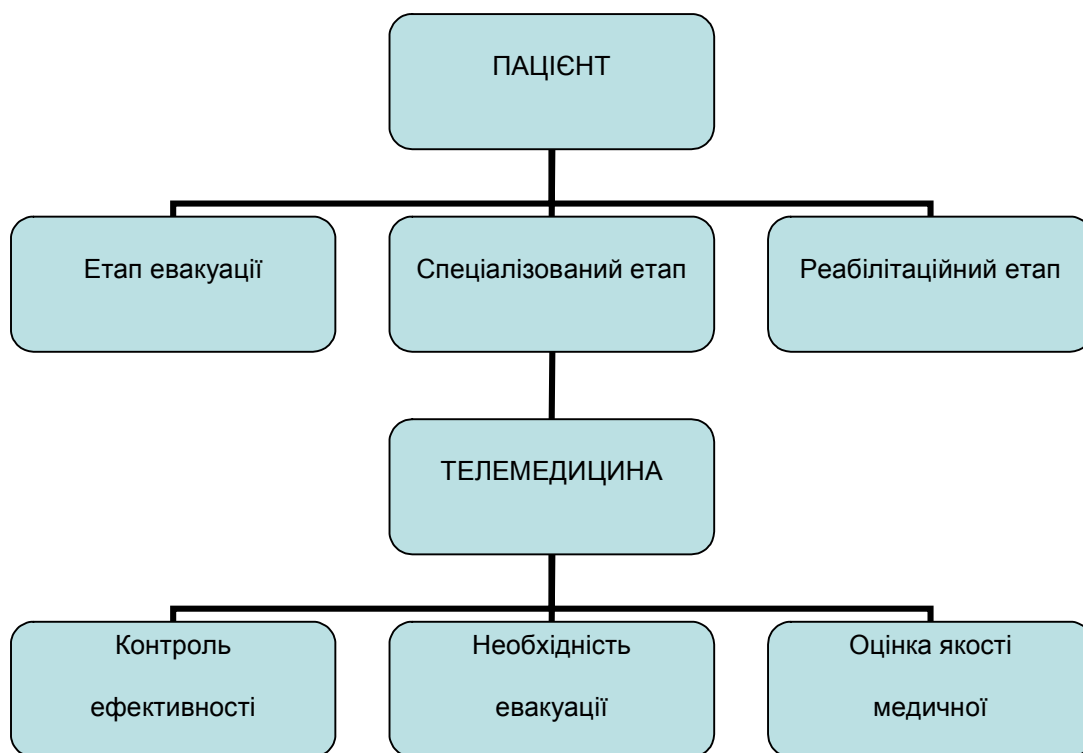 ПАЦІЄНТ
Етап евакуації
Спеціалізований етап
Реабілітаційний етап
ТЕЛЕМЕДИЦИНА
Контроль
ефективності
Необхідність
евакуації
Оцінка якості
медичної